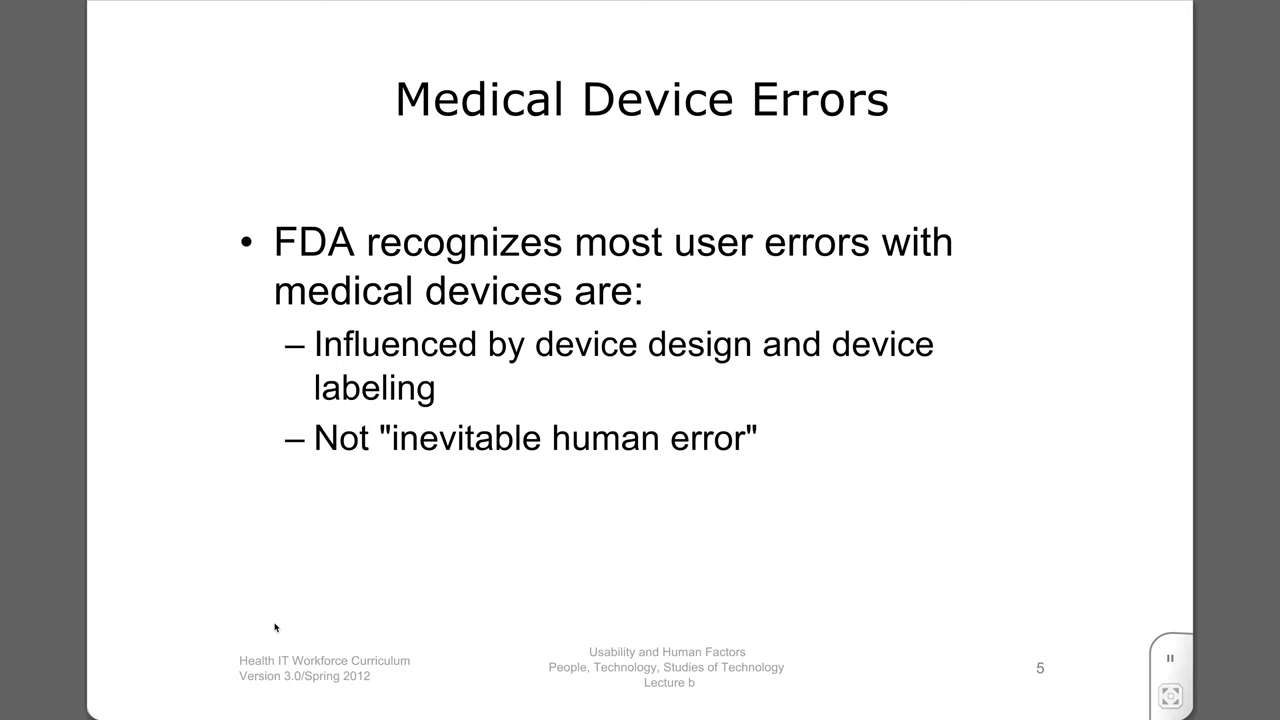 Medical Device Errors
• FDA recognizes most user errors with
medical devices are:
– Influenced by device design and device
labeling
– Not "inevitable human error"
Health IT Workforce Curriculum
Version 3.0/Spring 2012
Usability and Human Factors
People, Technology, Studies of Technology
Lecture b
5